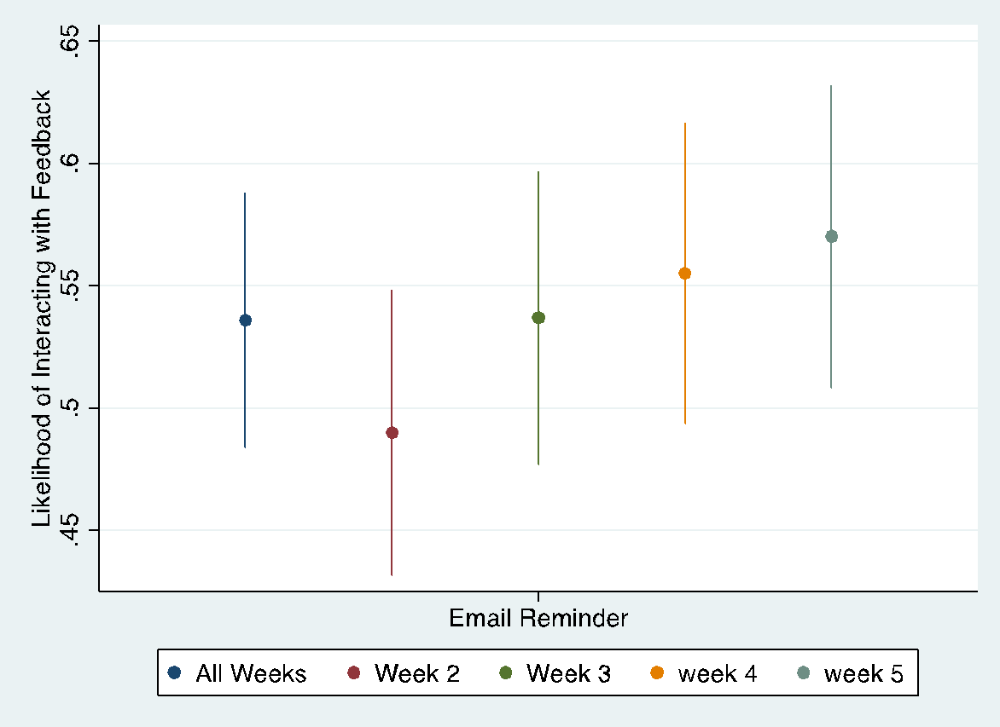 Likelihood of Interacting with Feedback
.65
.6
.55
.5
.45
Email Reminder
All Weeks
Week 2
Week 3
week 4
week 5